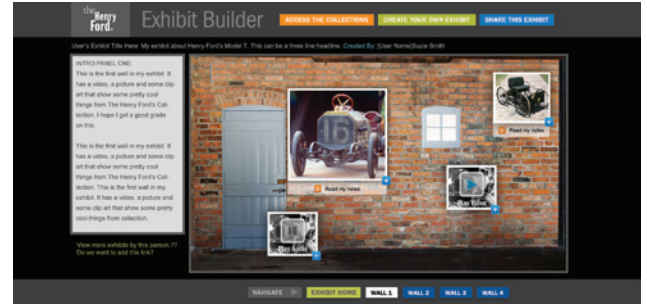 the Henry Ford.
Exhibit Builder
ACCESS THE COLLECTIONS
CREATE YOUR OWN EXHIBIT
SHARE THIS EXHIBIT
User's Exhibit Title Here: My exhibit about Henry Ford's Model T. This can be a three line headline. Created By: [User Name]Suzie Smith
INTRO PANEL ONE
This is the first wall in my exhibit. It
has a video, a picture and some clip
art that show some pretty cool
things from The Henry Ford's Col-
lection. I hope I get a good grade
on this.
This is the first wall in my exhibit. It
has a video, a picture and some clip
art that show some pretty cool
things from The Henry Ford's Col-
lection. This is the first wall in my
exhibit. It has a video, a picture and
some clip art that show some pretty
cool things from collection.
16
Read my notes
Read my notes
Play Video
Play Audio
View more exhibits by this person.??
Do we want to add this link?
NAVIGATE
EXHIBIT HOME
WALL 1
WALL 2
WALL 3
WALL 4